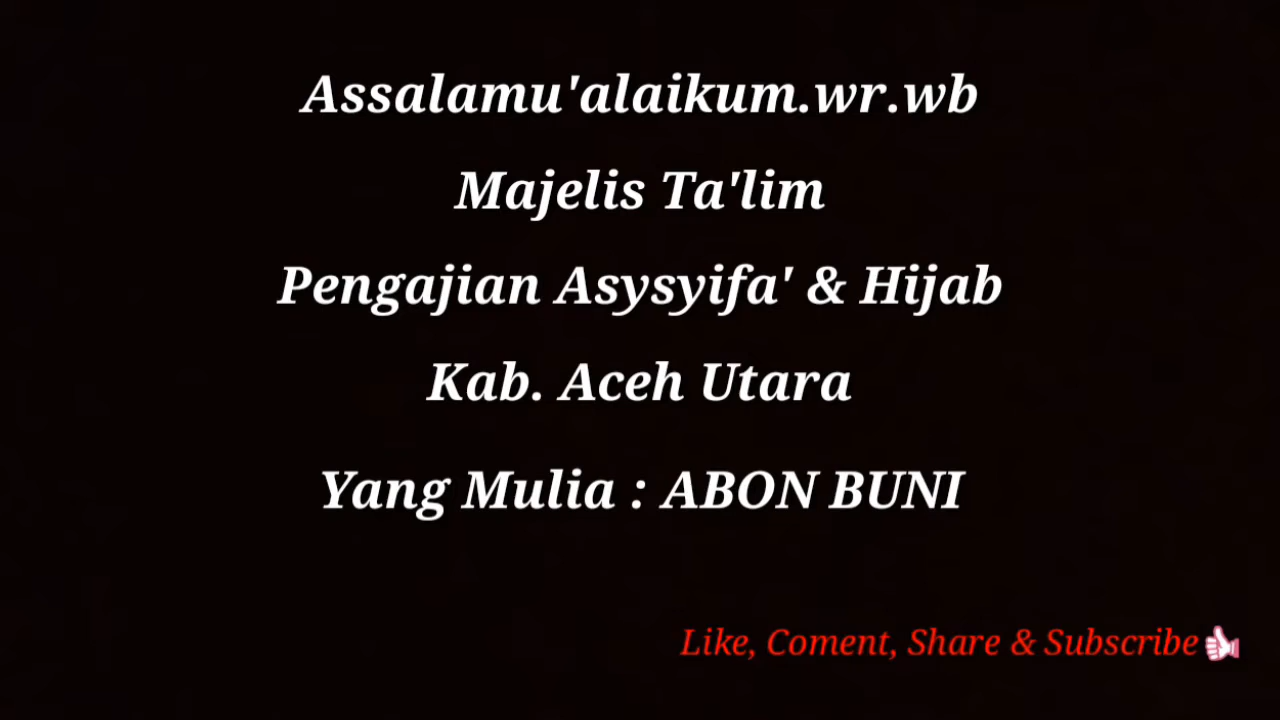 Assalamu'alaikum.wr.wb
Majelis Ta'lim
Pengajian Asysyifa' & Hijab
Kab. Aceh Utara
Yang Mulia : ABON BUNI
Like, Coment, Share & Subscribe